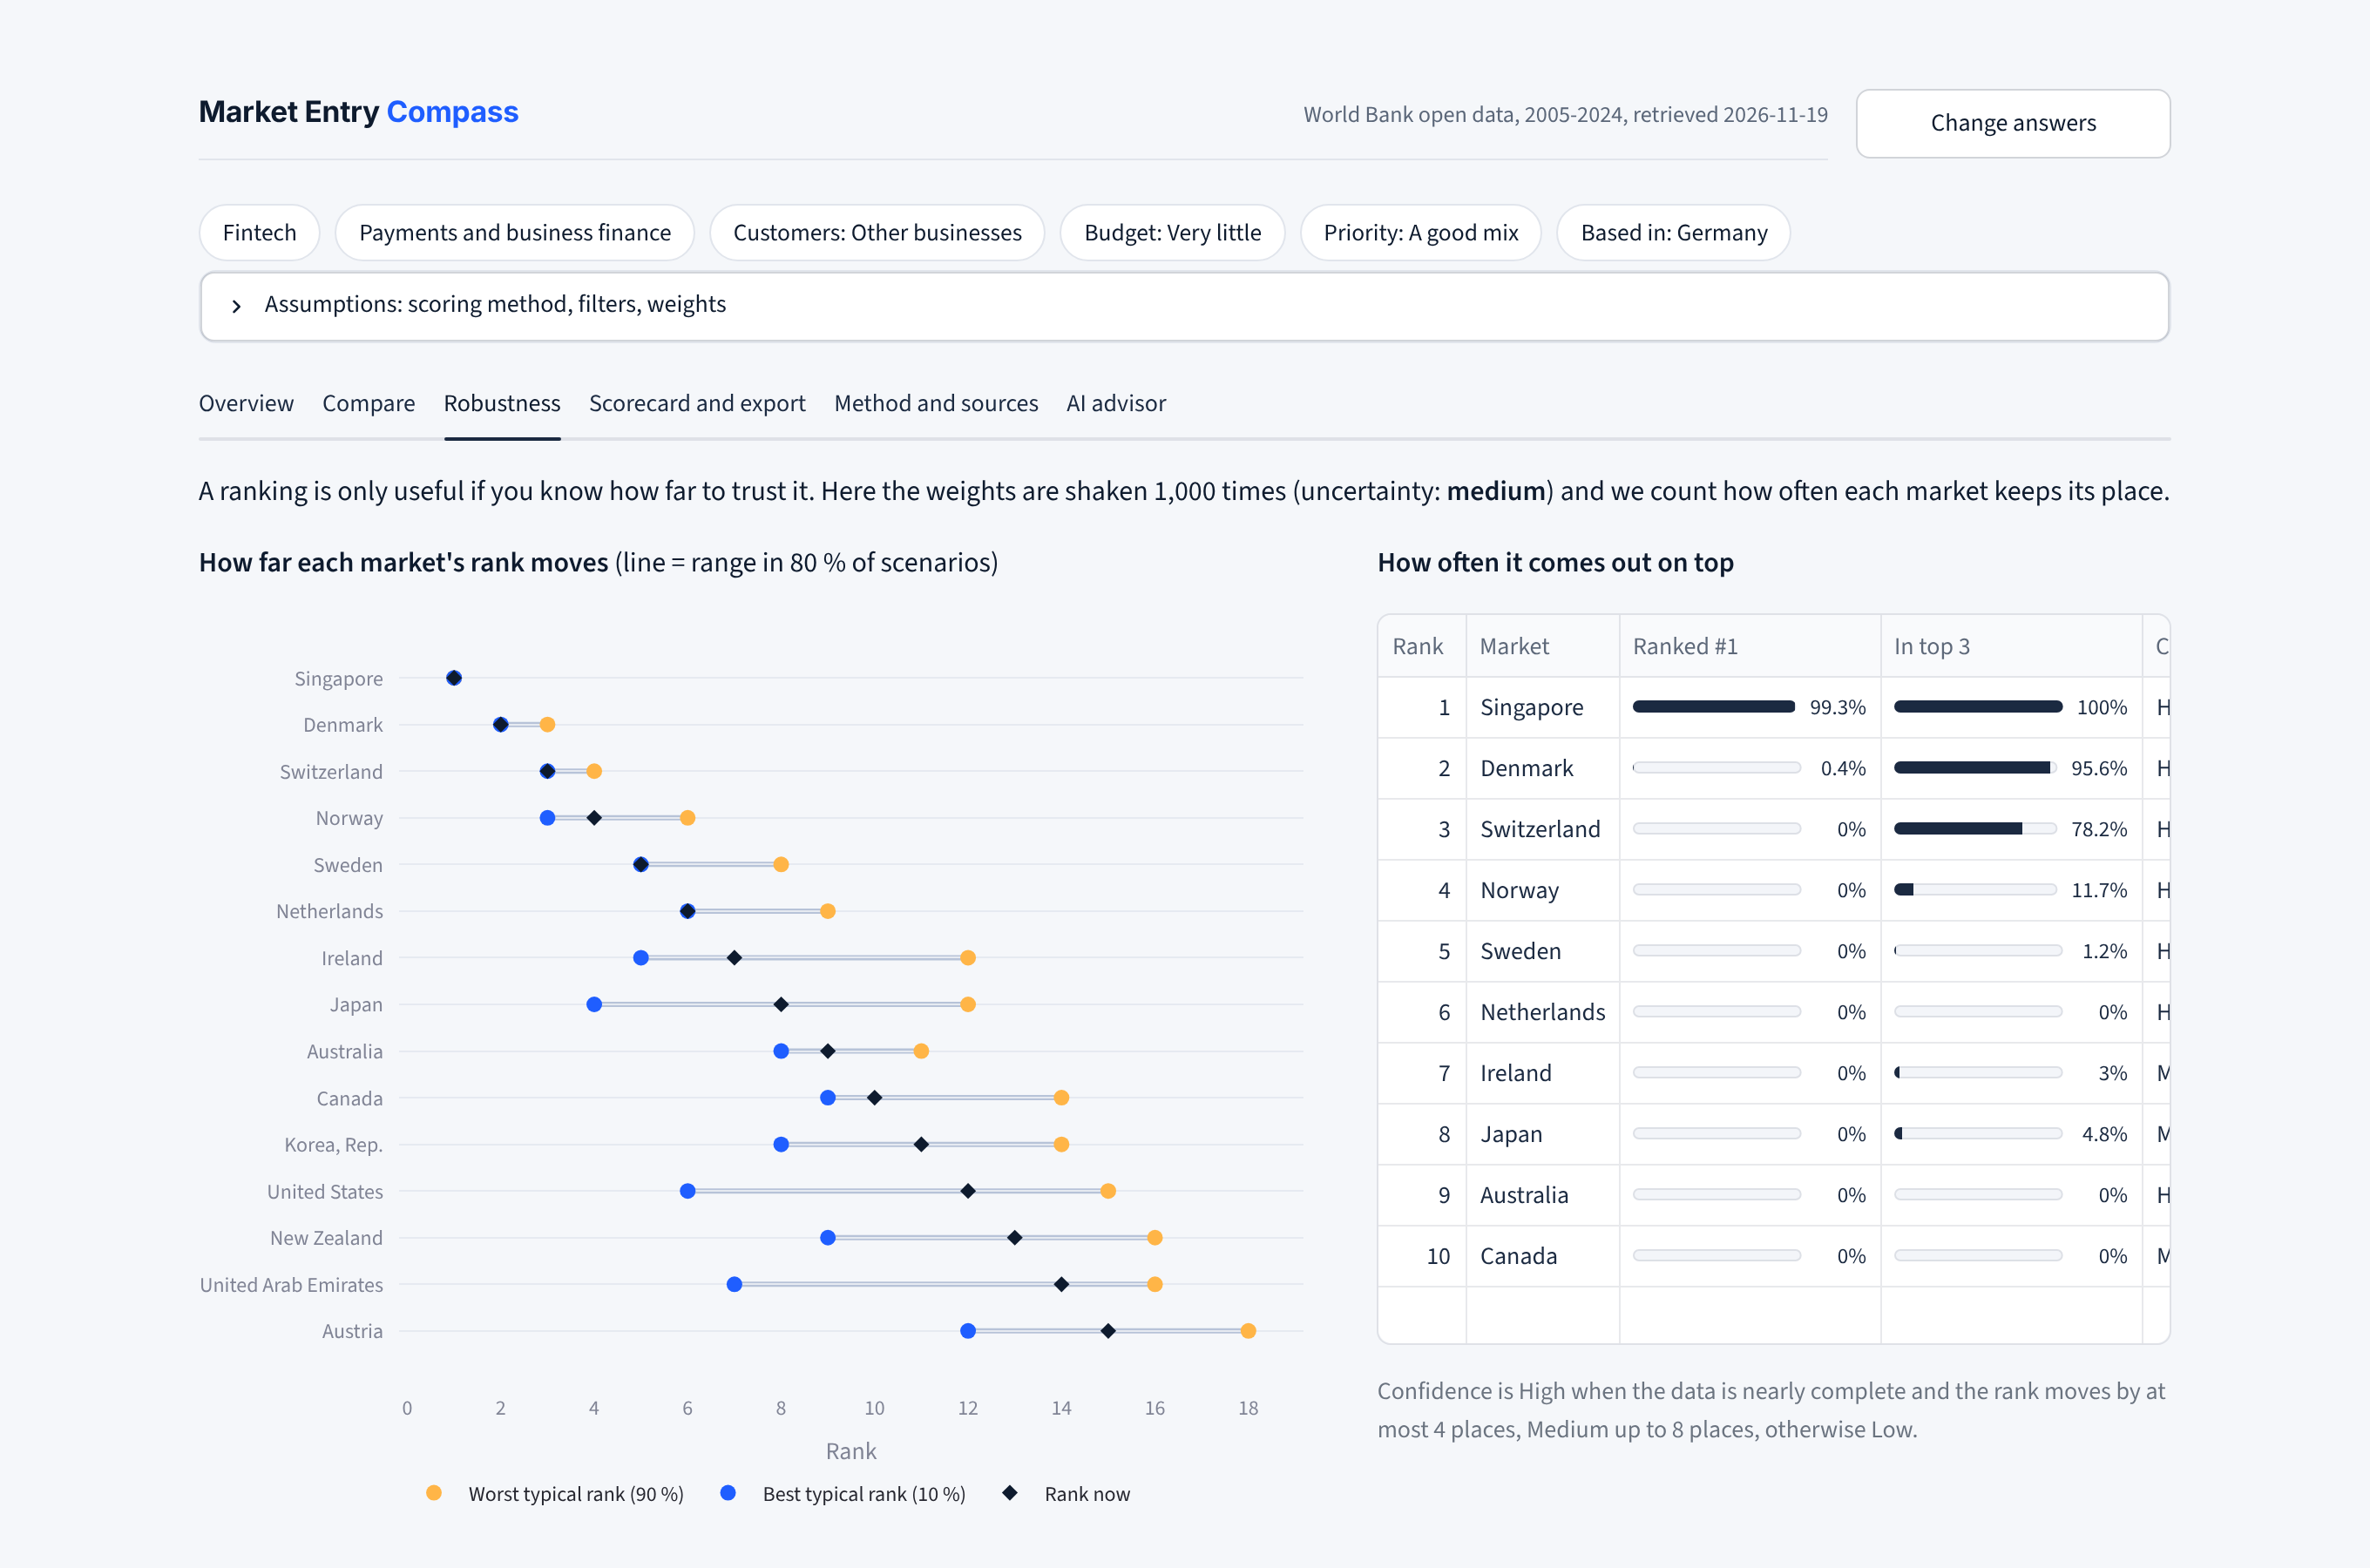 Market Entry Compass
World Bank open data, 2005-2024, retrieved 2026-11-19
Change answers
Fintech
Payments and business finance
Customers: Other businesses
Budget: Very little
Priority: A good mix
Based in: Germany
Assumptions: scoring method, filters, weights
Overview Compare Robustness Scorecard and export Method and sources AI advisor
A ranking is only useful if you know how far to trust it. Here the weights are shaken 1,000 times (uncertainty: medium) and we count how often each market keeps its place.
How far each market's rank moves (line = range in 80 % of scenarios)
Singapore
Denmark
Switzerland
Norway
Sweden
Netherlands
Ireland
Japan
Australia
Canada
Korea, Rep.
United States
New Zealand
United Arab Emirates
Austria
0 2 4 6 8 10 12 14 16 18
Rank
Worst typical rank (90 %) Best typical rank (10 %) Rank now
How often it comes out on top
Rank Market Ranked #1 In top 3
1 Singapore 99.3% 100%
2 Denmark 0.4% 95.6%
3 Switzerland 0% 78.2%
4 Norway 0% 11.7%
5 Sweden 0% 1.2%
6 Netherlands 0% 0%
7 Ireland 0% 3%
8 Japan 0% 4.8%
9 Australia 0% 0%
10 Canada 0% 0%
Confidence is High when the data is nearly complete and the rank moves by at
most 4 places, Medium up to 8 places, otherwise Low.